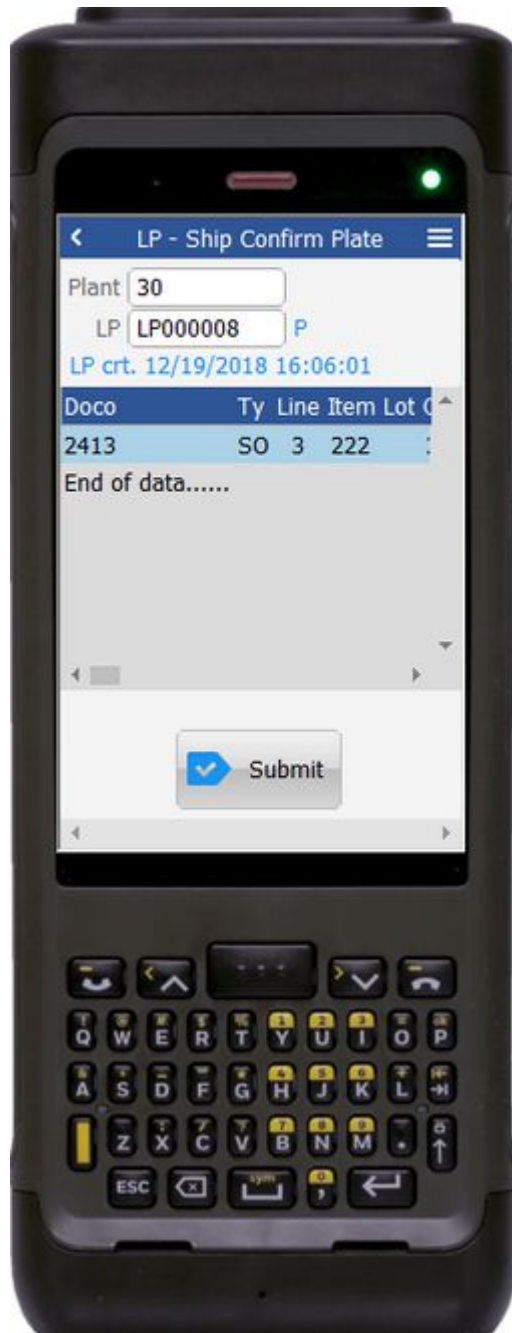 LP - Ship Confirm Plate
Plant 30
LP LP000008 P
LP crt. 12/19/2018 16:06:01
Doco Ty Line Item Lot
2413 SO 3 222
End of data......
Submit
Q W E R T Y U I O P
A S D F G H J K L
Z X C V B N M .
ESC sym ,